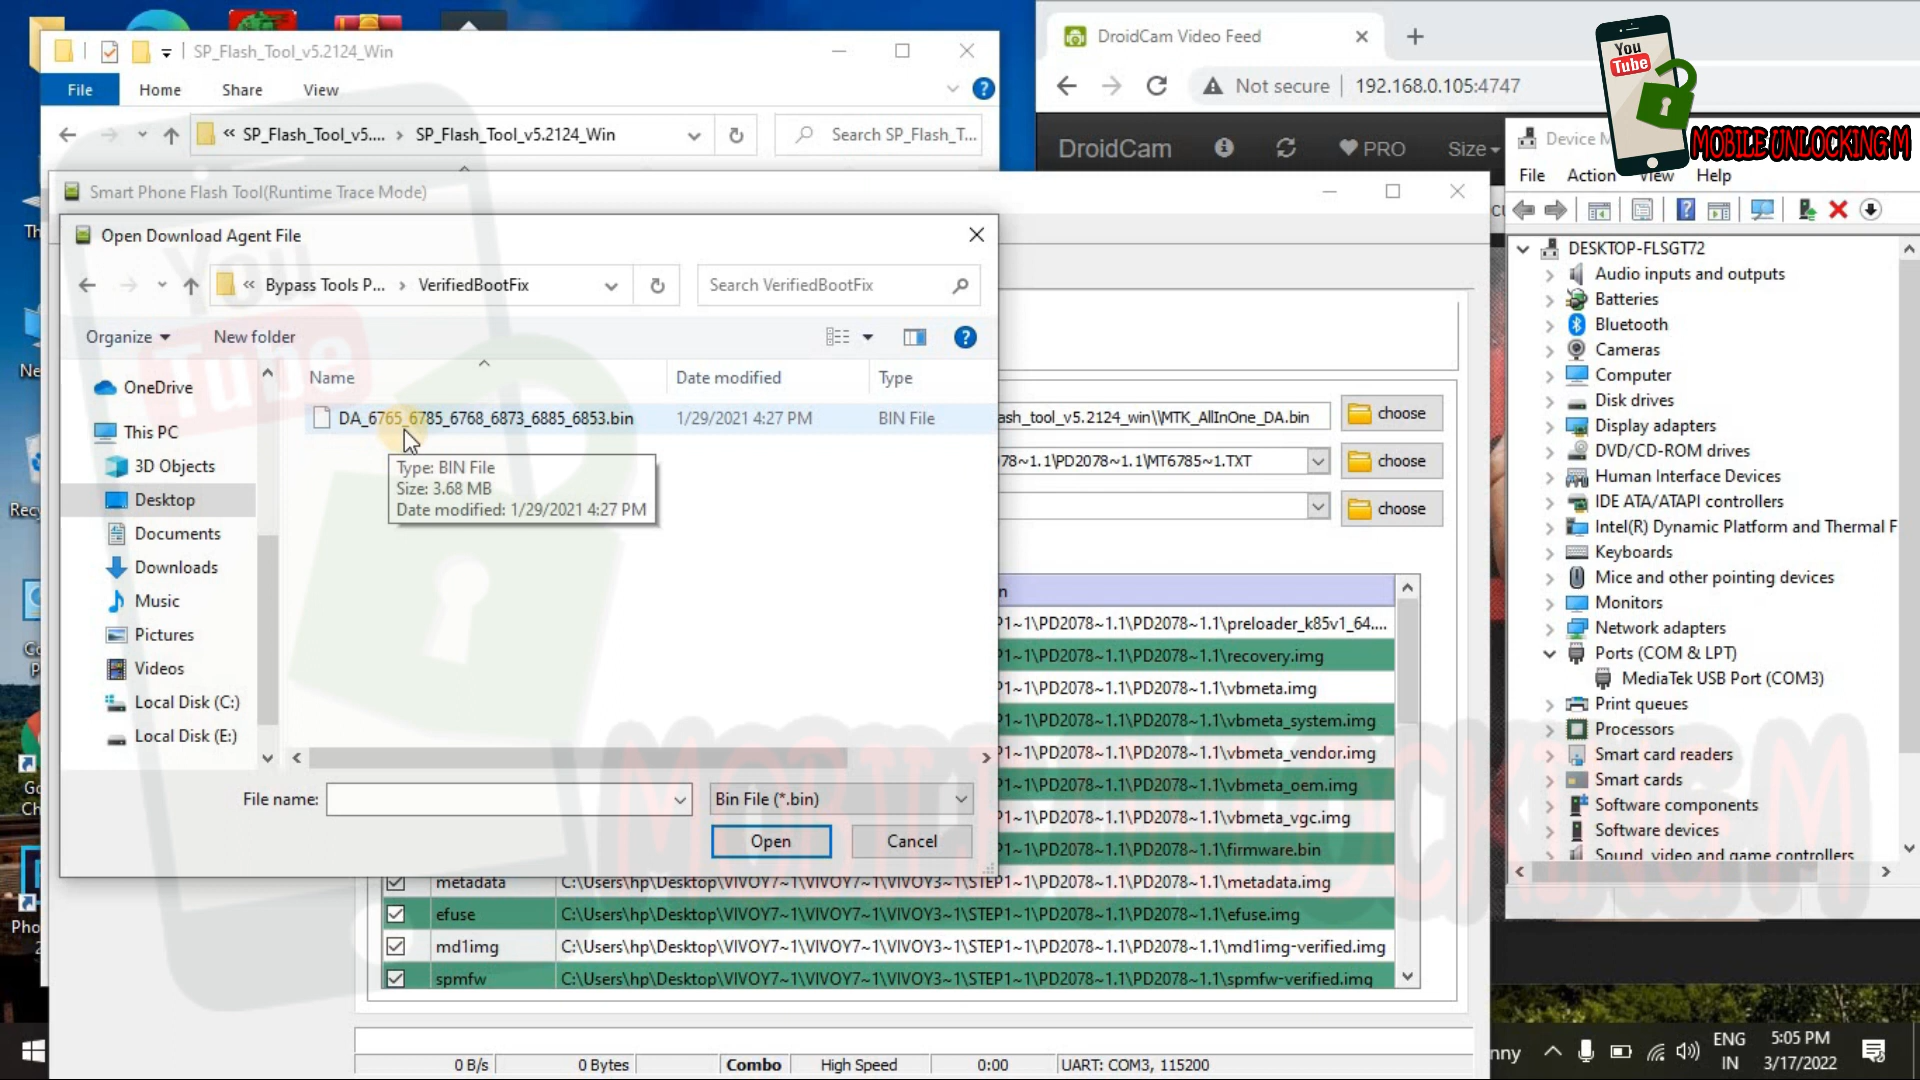 SP_Flash_Tool_v5.2124_Win
File
Home
Share
View
« SP_Flash_Tool_v5.... › SP_Flash_Tool_v5.2124_Win
Search SP_Flash_T...
Smart Phone Flash Tool(Runtime Trace Mode)
Open Download Agent File
« Bypass Tools P... › VerifiedBootFix
Search VerifiedBootFix
Organize
New folder
Name
Date modified
Type
OneDrive
This PC
3D Objects
Desktop
Documents
Downloads
Music
Pictures
Videos
Local Disk (C:)
Local Disk (E:)
DA_6765_6785_6768_6873_6885_6853.bin
1/29/2021 4:27 PM
BIN File
Type: BIN File
Size: 3.68 MB
Date modified: 1/29/2021 4:27 PM
File name:
Bin File (*.bin)
Open
Cancel
ash_tool_v5.2124_win\\MTK_AllInOne_DA.bin
choose
78~1.1\PD2078~1.1\MT6785~1.TXT
choose
choose
P1~1\PD2078~1.1\PD2078~1.1\preloader_k85v1_64....
P1~1\PD2078~1.1\PD2078~1.1\recovery.img
P1~1\PD2078~1.1\PD2078~1.1\vbmeta.img
P1~1\PD2078~1.1\PD2078~1.1\vbmeta_system.img
P1~1\PD2078~1.1\PD2078~1.1\vbmeta_vendor.img
P1~1\PD2078~1.1\PD2078~1.1\vbmeta_oem.img
P1~1\PD2078~1.1\PD2078~1.1\vbmeta_vgc.img
P1~1\PD2078~1.1\PD2078~1.1\firmware.bin
metadata C:\Users\hp\Desktop\VIVOY7~1\VIVOY7~1\VIVOY3~1\STEP1~1\PD2078~1.1\PD2078~1.1\metadata.img
efuse C:\Users\hp\Desktop\VIVOY7~1\VIVOY7~1\VIVOY3~1\STEP1~1\PD2078~1.1\PD2078~1.1\efuse.img
md1img C:\Users\hp\Desktop\VIVOY7~1\VIVOY7~1\VIVOY3~1\STEP1~1\PD2078~1.1\PD2078~1.1\md1img-verified.img
spmfw C:\Users\hp\Desktop\VIVOY7~1\VIVOY7~1\VIVOY3~1\STEP1~1\PD2078~1.1\PD2078~1.1\spmfw-verified.img
0 B/s
0 Bytes
Combo
High Speed
0:00
UART: COM3, 115200
DroidCam Video Feed
Not secure
192.168.0.105:4747
DroidCam
PRO
Size
You
Tube
MOBILE UNLOCKING M
Device M
File
Action
View
Help
DESKTOP-FLSGT72
Audio inputs and outputs
Batteries
Bluetooth
Cameras
Computer
Disk drives
Display adapters
DVD/CD-ROM drives
Human Interface Devices
IDE ATA/ATAPI controllers
Intel(R) Dynamic Platform and Thermal F
Keyboards
Mice and other pointing devices
Monitors
Network adapters
Ports (COM & LPT)
MediaTek USB Port (COM3)
Print queues
Processors
Smart card readers
Smart cards
Software components
Software devices
Sound, video and game controllers
You
Tube
MOBILE UNLOCKING M
nny
ENG
IN
5:05 PM
3/17/2022